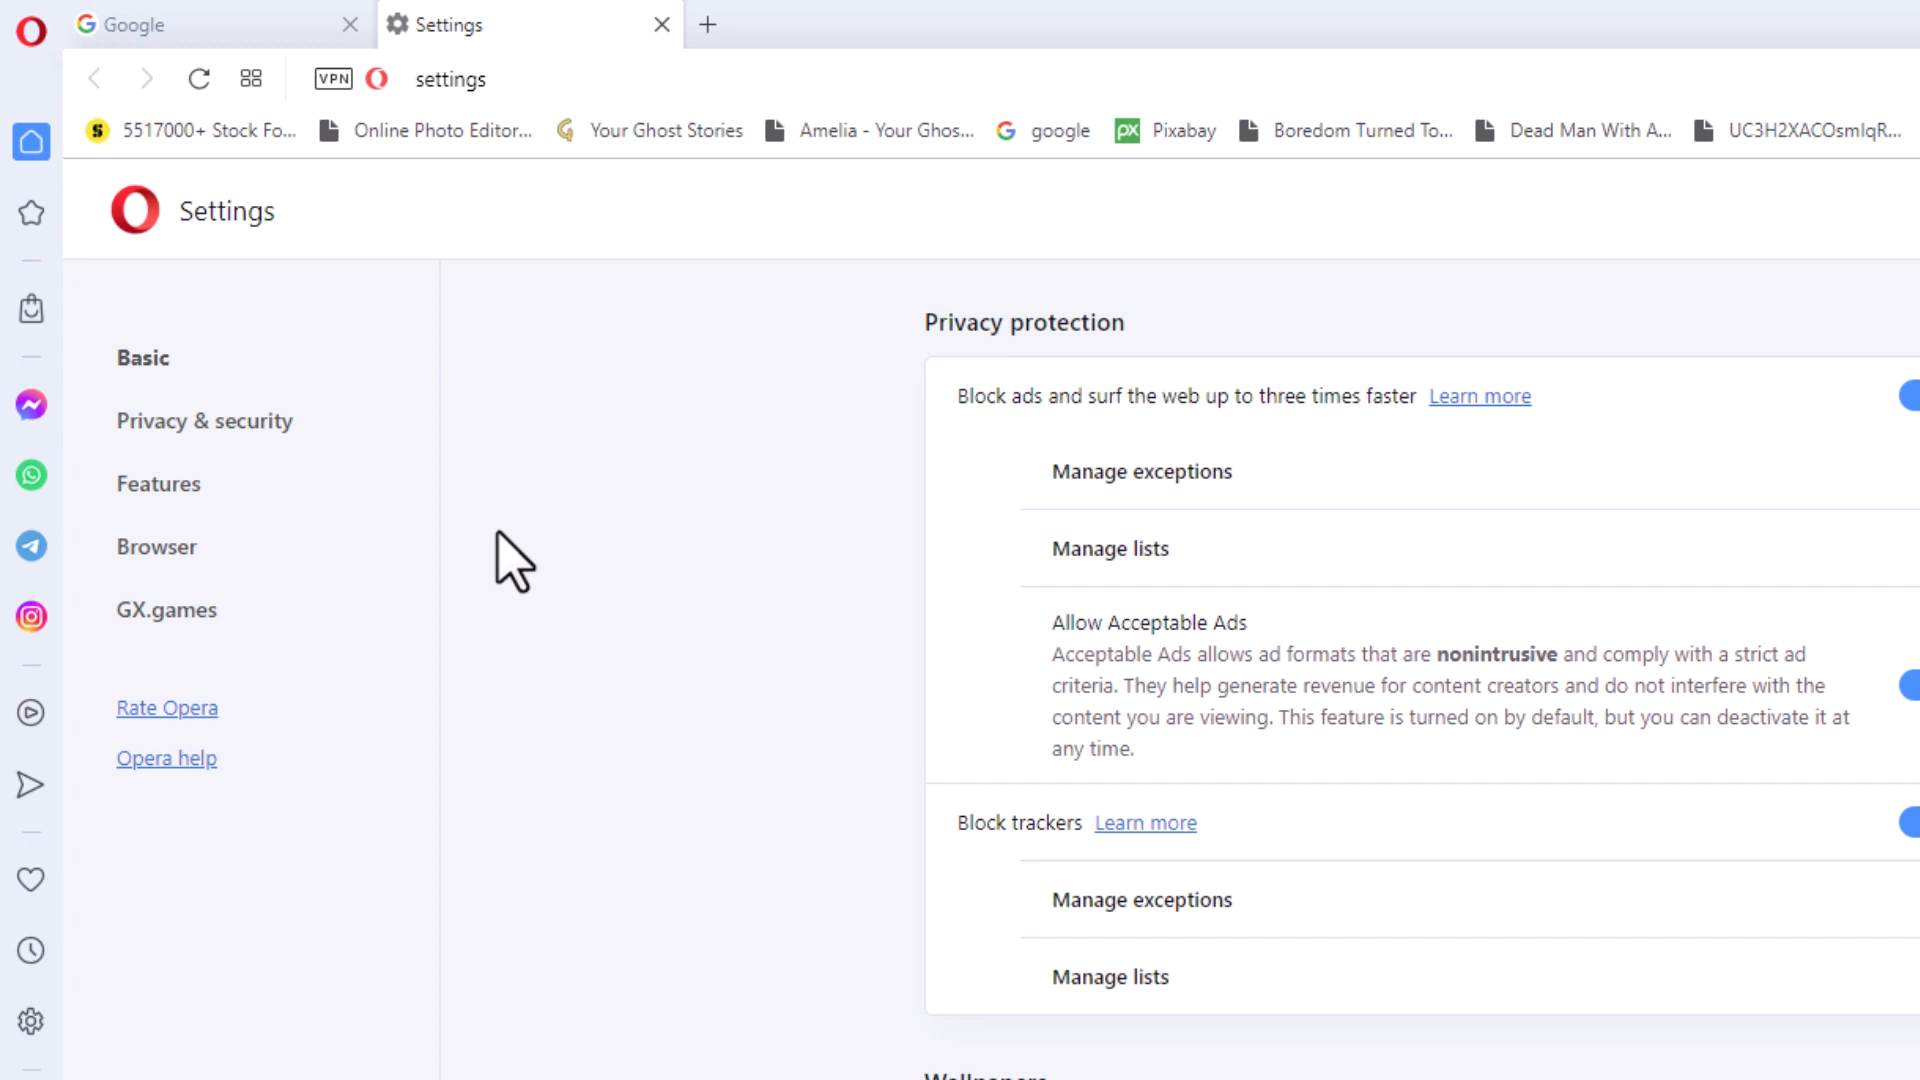 Google
Settings
VPN
settings
5517000+ Stock Fo...
Online Photo Editor...
Your Ghost Stories
Amelia - Your Ghos...
google
px
Pixabay
Boredom Turned To...
Dead Man With A...
UC3H2XACOsmIqR...
Settings
Basic
Privacy & security
Features
Browser
GX.games
Rate Opera
Opera help
Privacy protection
Block ads and surf the web up to three times faster Learn more
Manage exceptions
Manage lists
Allow Acceptable Ads
Acceptable Ads allows ad formats that are nonintrusive and comply with a strict ad
criteria. They help generate revenue for content creators and do not interfere with the
content you are viewing. This feature is turned on by default, but you can deactivate it at
any time.
Block trackers Learn more
Manage exceptions
Manage lists
Wallpapers